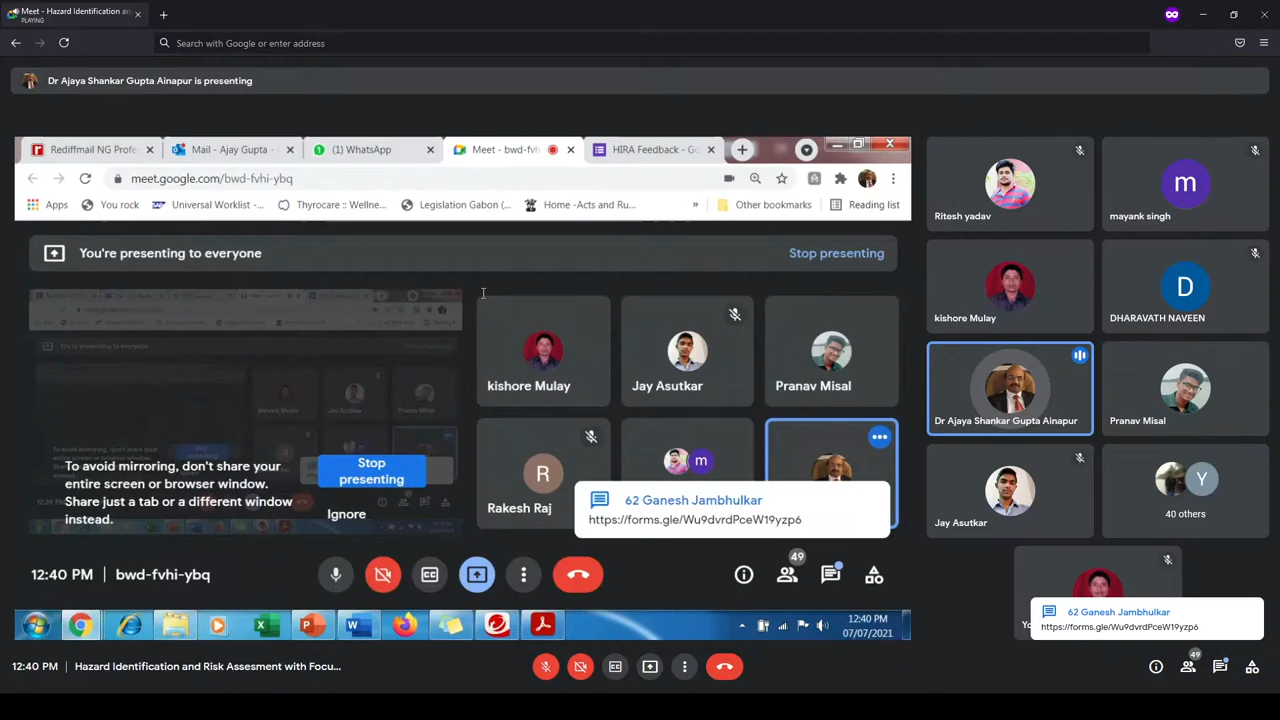 Meet - Hazard Identification an
PLAYING
Search with Google or enter address
Dr Ajaya Shankar Gupta Ainapur is presenting
Rediffmail NG Profe
Mail - Ajay Gupta -
(1) WhatsApp
Meet - bwd-fvh
HIRA Feedback - Go
meet.google.com/bwd-fvhi-ybq
Apps
You rock
Universal Worklist -
Thyrocare :: Wellne...
Legislation Gabon (...
Home -Acts and Ru...
»
Other bookmarks
Reading list
You're presenting to everyone
Stop presenting
kishore Mulay
Jay Asutkar
Pranav Misal
To avoid mirroring, don't share your
entire screen or browser window.
Share just a tab or a different window
instead.
Stop
presenting
Ignore
R
Rakesh Raj
m
62 Ganesh Jambhulkar
https://forms.gle/Wu9dvrdPceW19yzp6
12:40 PM | bwd-fvhi-ybq
49
12:40 PM
07/07/2021
Ritesh yadav
m
mayank singh
kishore Mulay
D
DHARAVATH NAVEEN
Dr Ajaya Shankar Gupta Ainapur
Pranav Misal
Jay Asutkar
Y
40 others
62 Ganesh Jambhulkar
https://forms.gle/Wu9dvrdPceW19yzp6
12:40 PM | Hazard Identification and Risk Assesment with Focu...
49